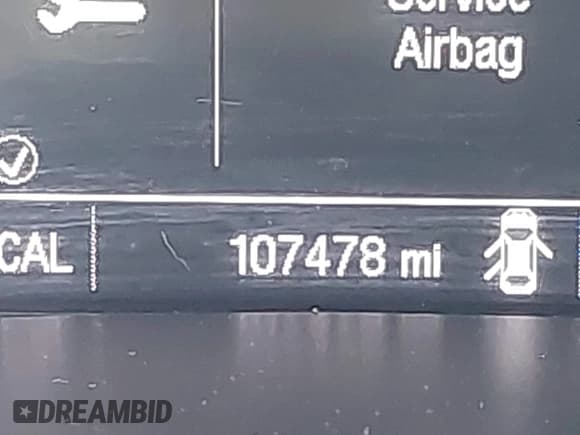 Service
Airbag
CAL
107478 mi
DREAMBID